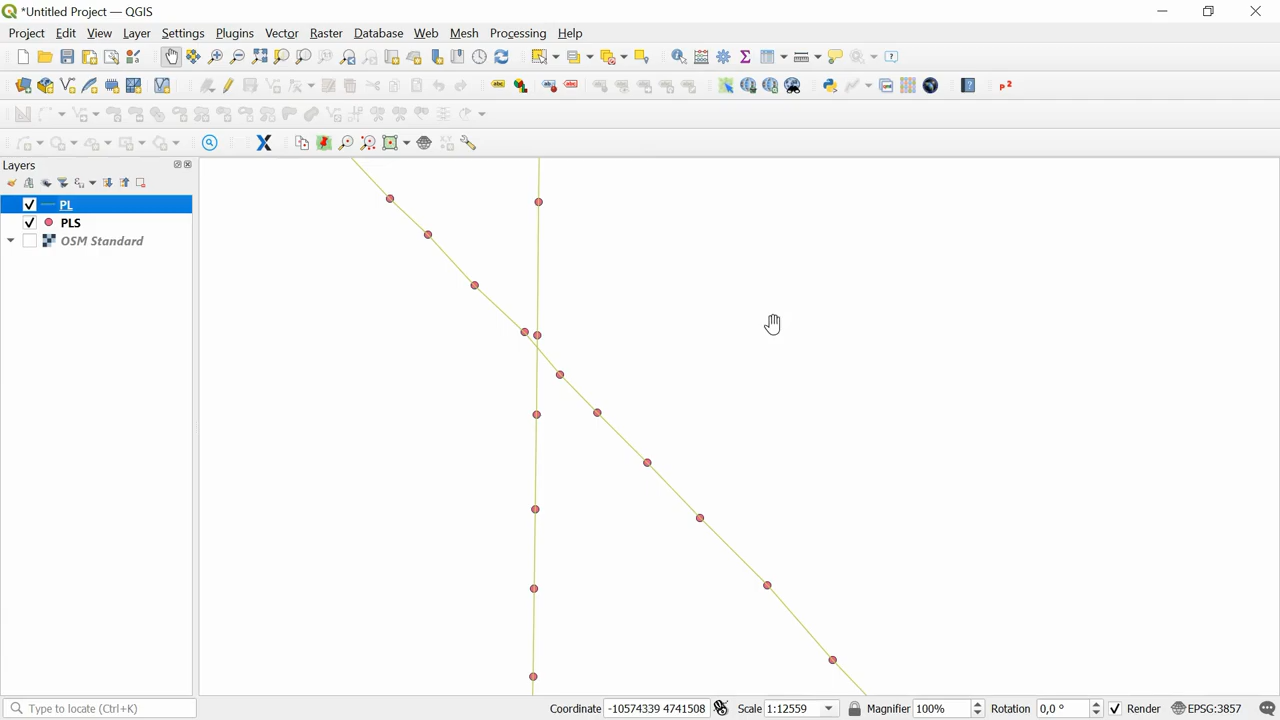 *Untitled Project — QGIS
Project Edit View Layer Settings Plugins Vector Raster Database Web Mesh Processing Help
Layers
PL
PLS
OSM Standard
Type to locate (Ctrl+K) Coordinate -10574339 4741508 Scale 1:12559 Magnifier 100% Rotation 0,0 ° Render EPSG:3857